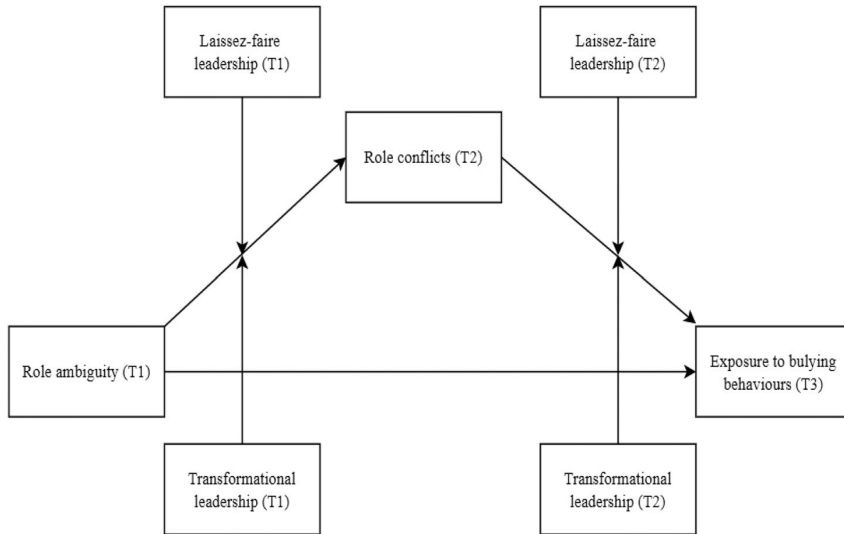 Laissez-faire
leadership (T1)
Laissez-faire
leadership (T2)
Role conflicts (T2)
Role ambiguity (T1)
Exposure to bulying
behaviours (T3)
Transformational
leadership (T1)
Transformational
leadership (T2)